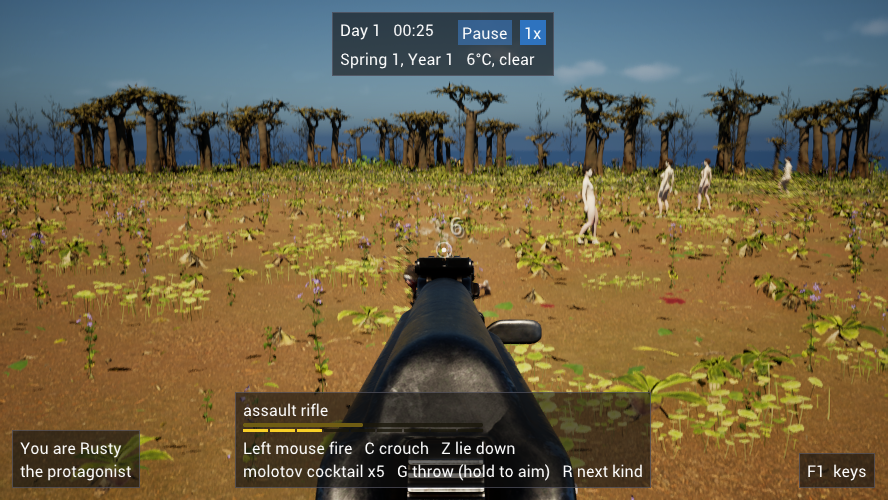 Day 1 00:25 Pause 1x
Spring 1, Year 1 6°C, clear
6
assault rifle
Left mouse fire C crouch Z lie down
molotov cocktail x5 G throw (hold to aim) R next kind
You are Rusty
the protagonist
F1 keys